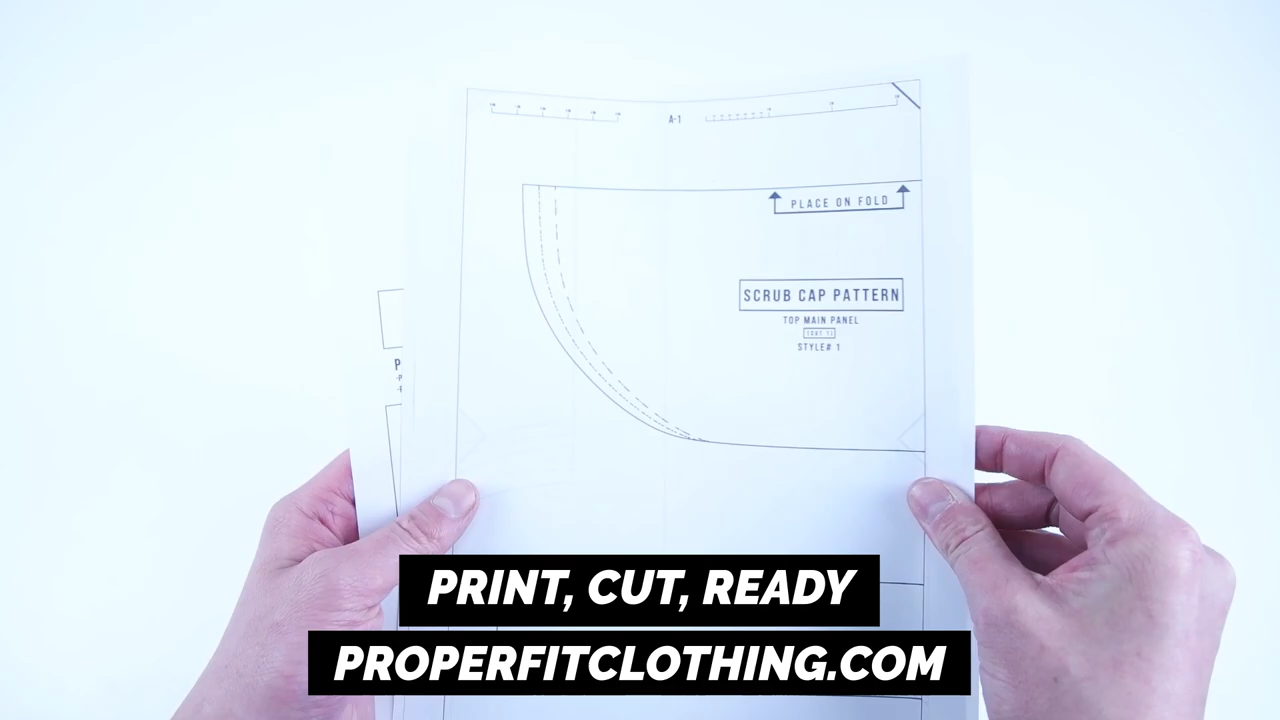 A-1
PLACE ON FOLD
SCRUB CAP PATTERN
TOP MAIN PANEL
STYLE# 1
PRINT, CUT, READY
PROPERFITCLOTHING.COM